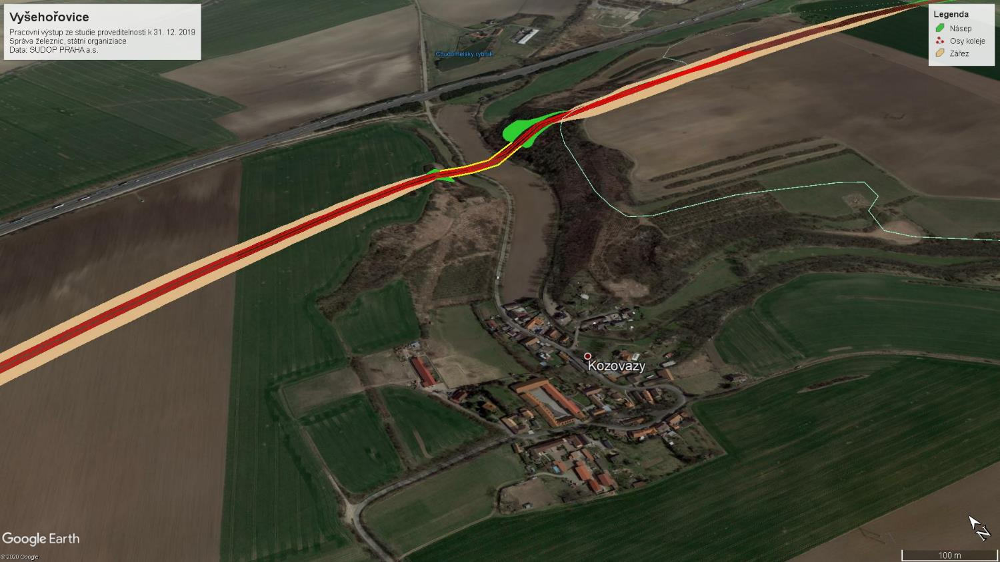 Vyšehořovice
Pracovní výstup ze studie proveditelnosti k 31. 12. 2019
Správa železnic, státní organiziace
Data: SUDOP PRAHA a.s.
Legenda
Násep
Osy koleje
Zářez
Chudoměлský rybník
Kozovazy
Google Earth
© 2020 Google
N
100 m